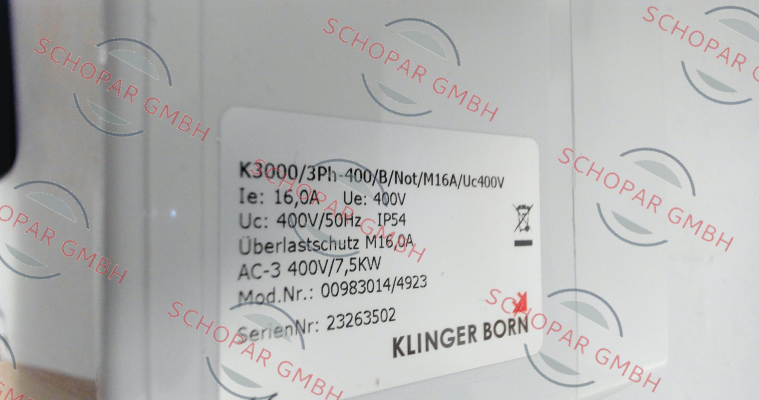 K3000/3Ph-400/B/Not/M16A/Uc400V
Ie: 16,0A Ue: 400V
Uc: 400V/50Hz IP54
Überlastschutz M16,0A
AC-3 400V/7,5KW
Mod.Nr.: 00983014/4923
SerienNr: 23263502
KLINGER BORN
SCHOPAR GMBH
SCHOPAR GMBH
SCHOPAR GMBH
SCHOPAR GMBH
SCHOPAR GMBH
SCHOPAR GMBH
SCHOPAR GMBH